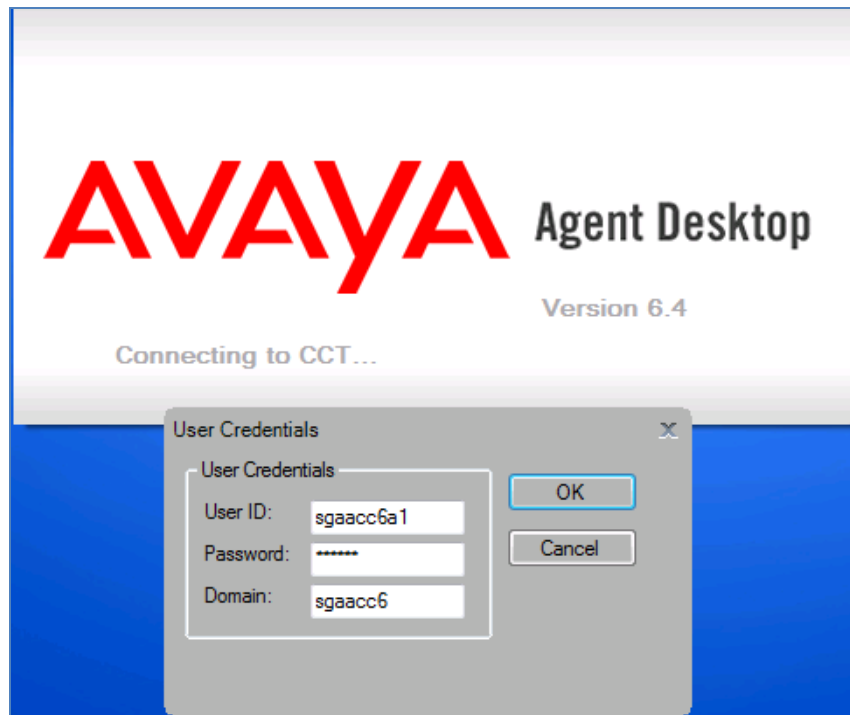 AVAYA Agent Desktop
Version 6.4
Connecting to CCT...
User Credentials
User Credentials
User ID: sgaacc6a1
OK
Password: ******
Cancel
Domain: sgaacc6